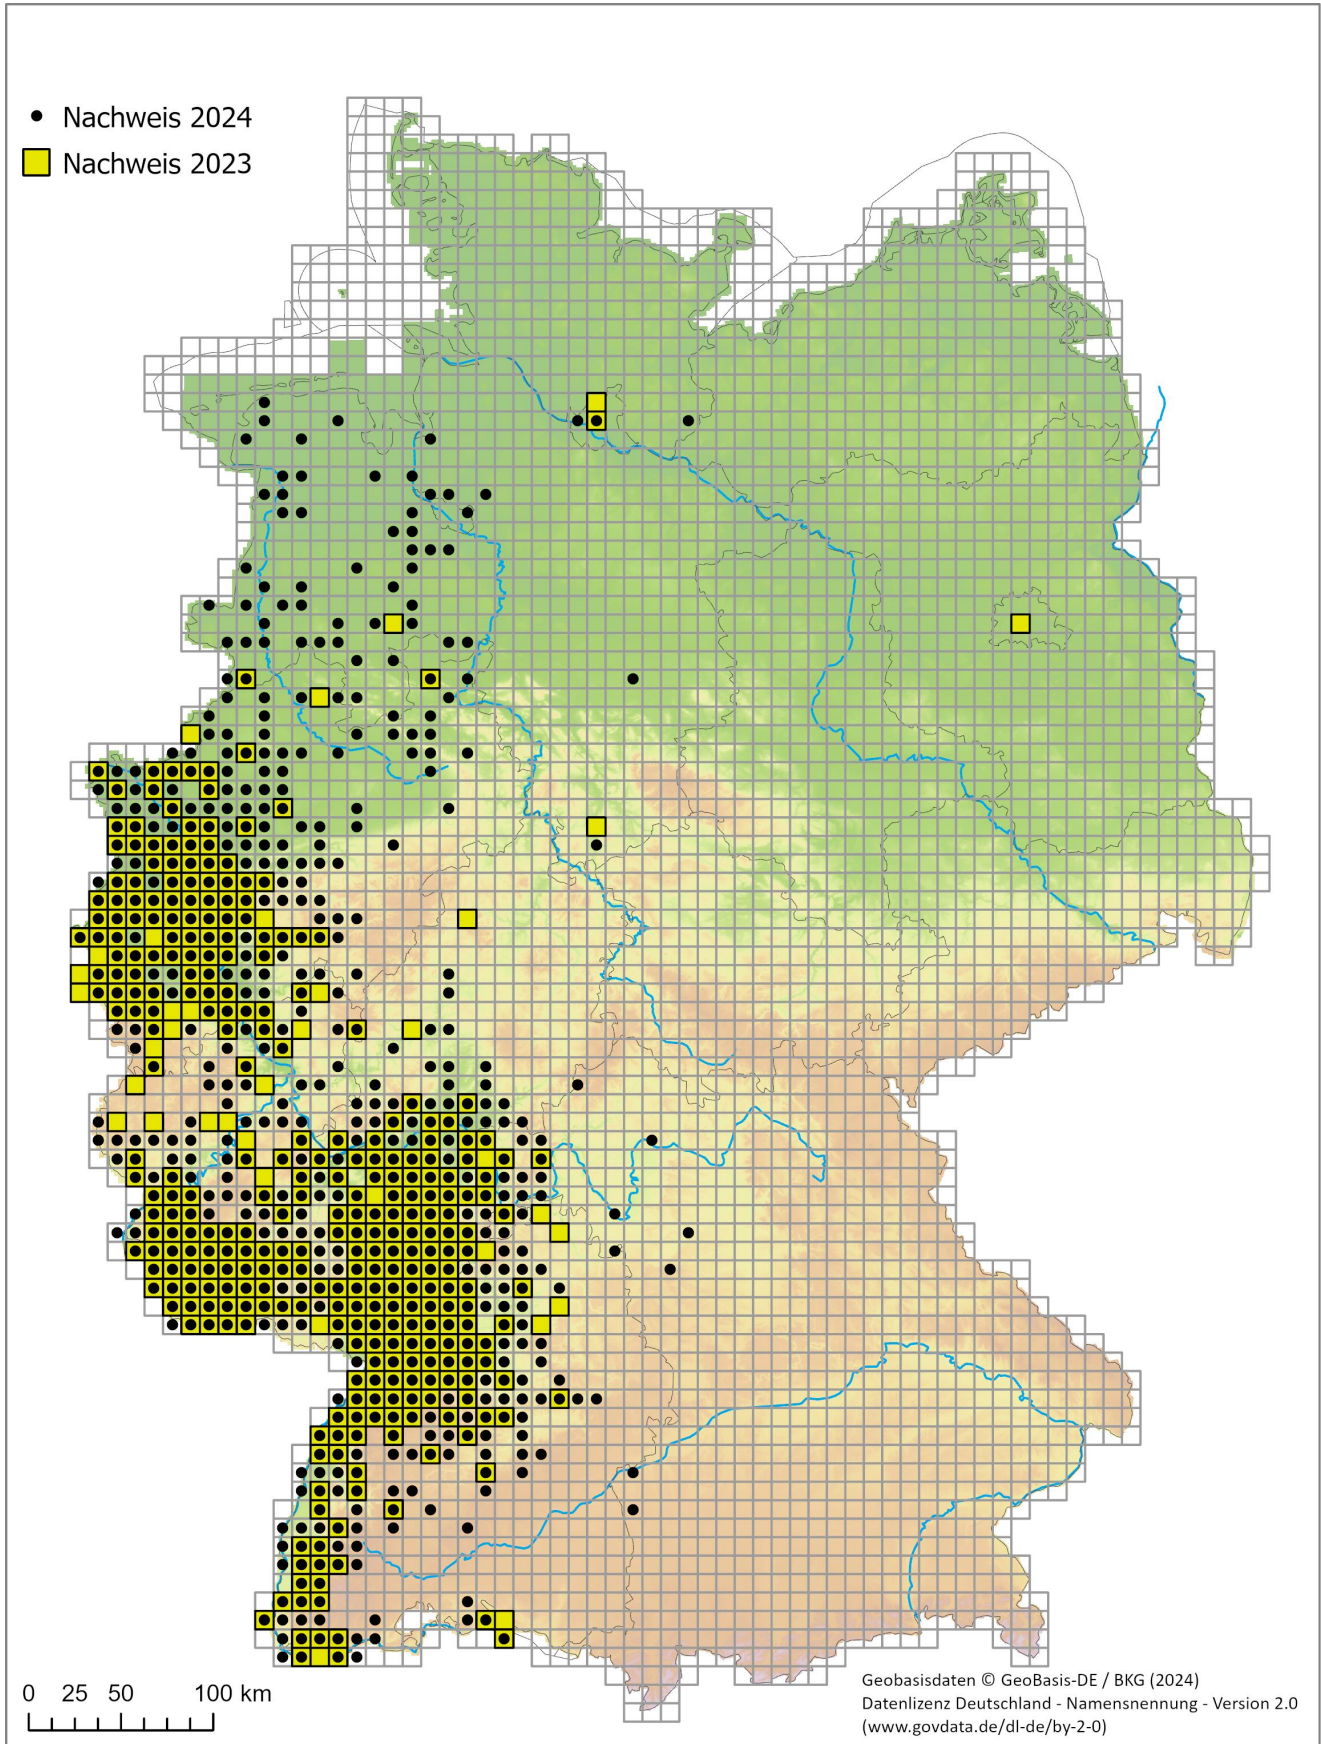 Nachweis 2024
Nachweis 2023
0 25 50 100 km
Geobasisdaten © GeoBasis-DE / BKG (2024)
Datenlizenz Deutschland - Namensnennung - Version 2.0
(www.govdata.de/dl-de/by-2-0)